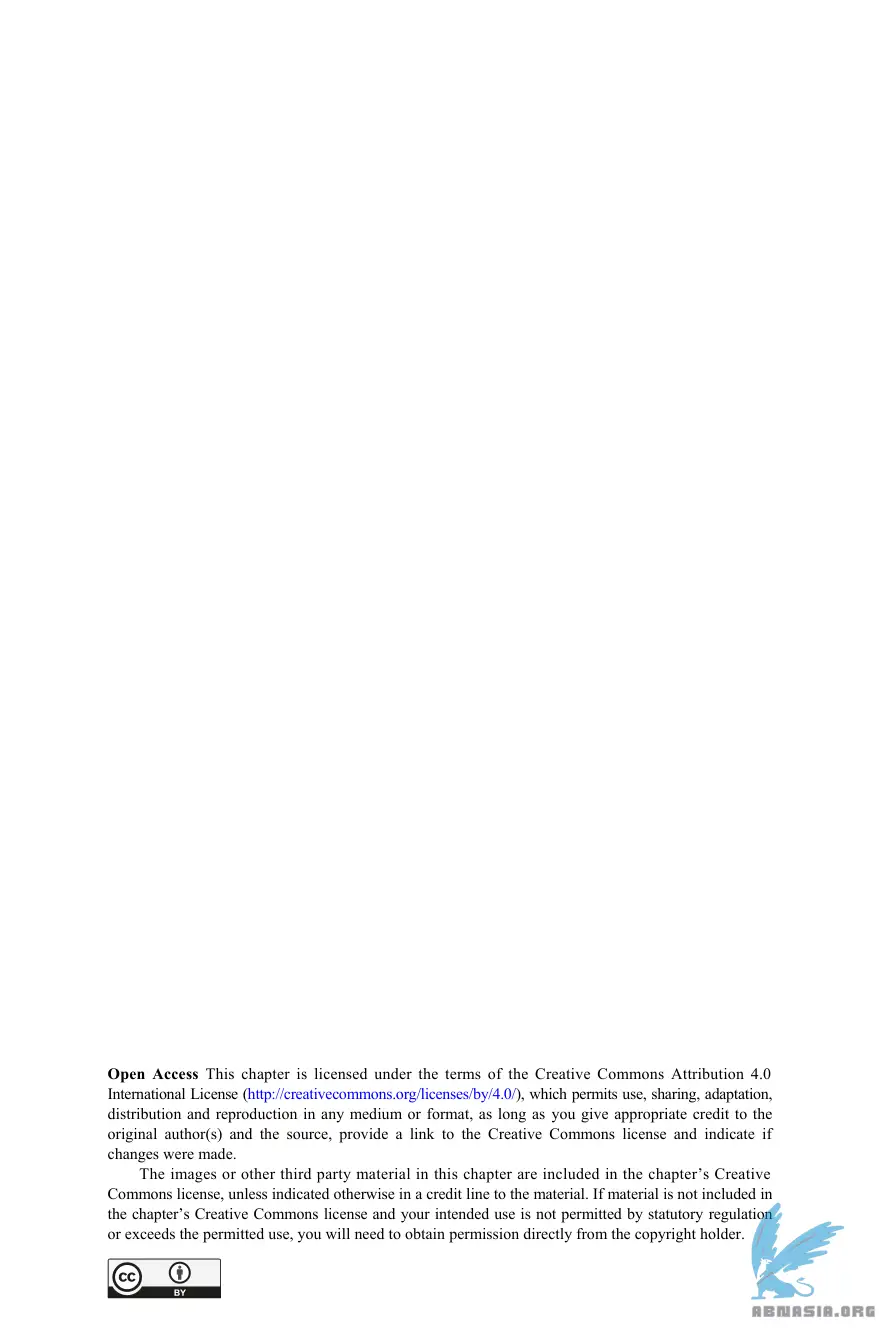 Open Access This chapter is licensed under the terms of the Creative Commons Attribution 4.0
International License (http://creativecommons.org/licenses/by/4.0/), which permits use, sharing, adaptation,
distribution and reproduction in any medium or format, as long as you give appropriate credit to the
original author(s) and the source, provide a link to the Creative Commons license and indicate if
changes were made.
The images or other third party material in this chapter are included in the chapter’s Creative
Commons license, unless indicated otherwise in a credit line to the material. If material is not included in
the chapter’s Creative Commons license and your intended use is not permitted by statutory regulation
or exceeds the permitted use, you will need to obtain permission directly from the copyright holder.
cc
BY
ABNASIA.ORG